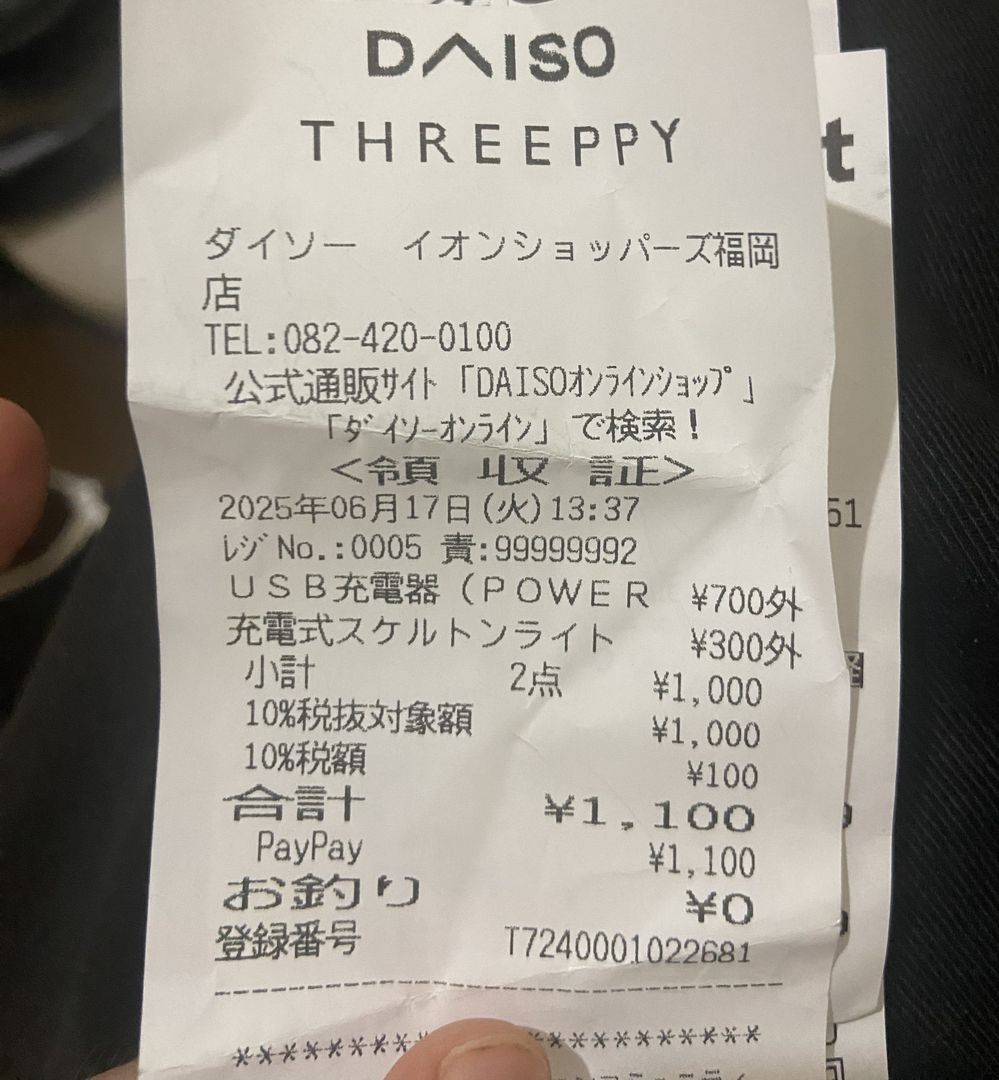 DAISO
THREEPPY
ダイソー　イオンショッパーズ福岡
店
TEL:082-420-0100
公式通販ｻｲﾄ「DAISOｵﾝﾗｲﾝｼｮｯﾌﾟ」
「ﾀﾞｲｿｰｵﾝﾗｲﾝ」で検索！
<領　収　証>
2025年06月17日(火)13:37
ﾚｼﾞNo.:0005 責:99999992
ＵＳＢ充電器（ＰＯＷＥＲ ¥700外
充電式スケルトンライト ¥300外
小計 2点 ¥1,000
10%税抜対象額 ¥1,000
10%税額 ¥100
合計 ¥1,100
PayPay ¥1,100
お釣り ¥0
登録番号 T7240001022681
t
51